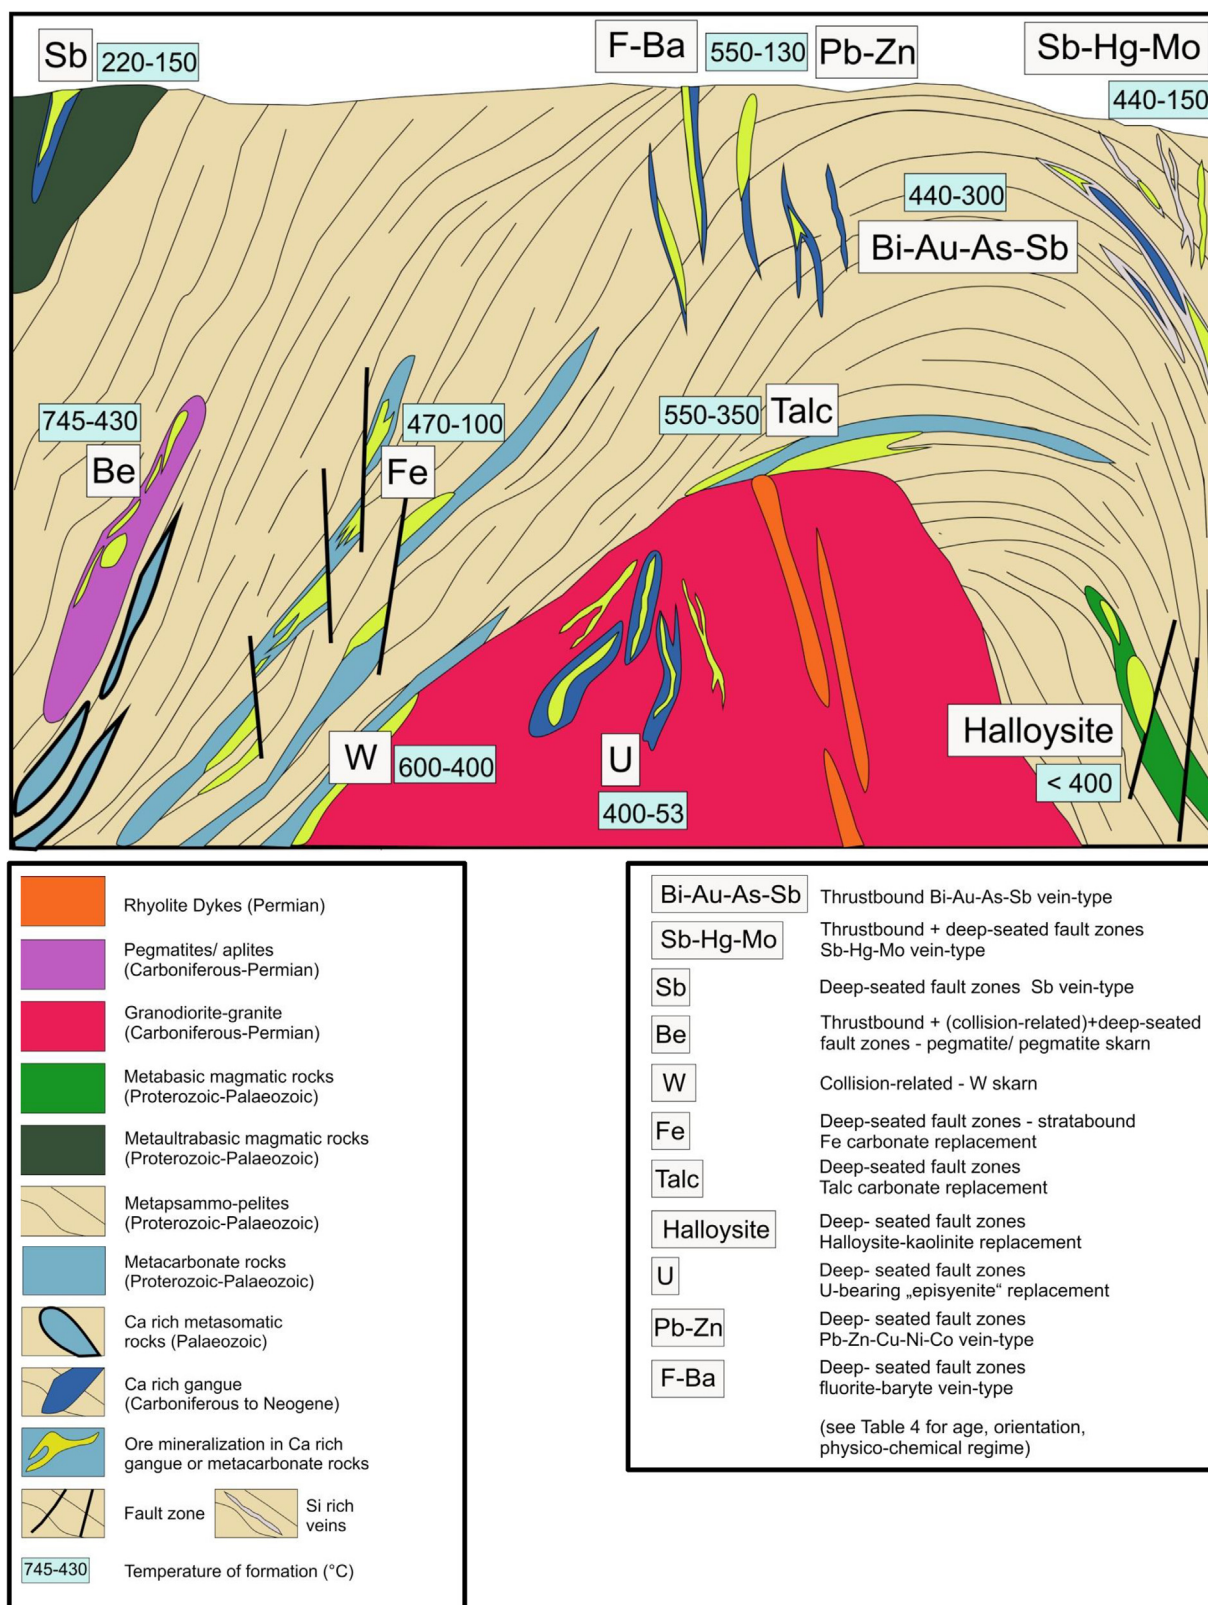 Sb
220-150
F-Ba
550-130
Pb-Zn
Sb-Hg-Mo
440-150
440-300
Bi-Au-As-Sb
745-430
Be
470-100
Fe
550-350
Talc
W
600-400
U
400-53
Halloysite
< 400
Rhyolite Dykes (Permian)
Pegmatites/ aplites
(Carboniferous-Permian)
Granodiorite-granite
(Carboniferous-Permian)
Metabasic magmatic rocks
(Proterozoic-Palaeozoic)
Metaultrabasic magmatic rocks
(Proterozoic-Palaeozoic)
Metapsammo-pelites
(Proterozoic-Palaeozoic)
Metacarbonate rocks
(Proterozoic-Palaeozoic)
Ca rich metasomatic
rocks (Palaeozoic)
Ca rich gangue
(Carboniferous to Neogene)
Ore mineralization in Ca rich
gangue or metacarbonate rocks
Fault zone
Si rich
veins
745-430
Temperature of formation (°C)
Bi-Au-As-Sb
Thrustbound Bi-Au-As-Sb vein-type
Sb-Hg-Mo
Thrustbound + deep-seated fault zones
Sb-Hg-Mo vein-type
Sb
Deep-seated fault zones Sb vein-type
Be
Thrustbound + (collision-related)+deep-seated
fault zones - pegmatite/ pegmatite skarn
W
Collision-related - W skarn
Fe
Deep-seated fault zones - stratabound
Fe carbonate replacement
Talc
Deep-seated fault zones
Talc carbonate replacement
Halloysite
Deep- seated fault zones
Halloysite-kaolinite replacement
U
Deep- seated fault zones
U-bearing „episyenite“ replacement
Pb-Zn
Deep- seated fault zones
Pb-Zn-Cu-Ni-Co vein-type
F-Ba
Deep- seated fault zones
fluorite-baryte vein-type
(see Table 4 for age, orientation,
physico-chemical regime)